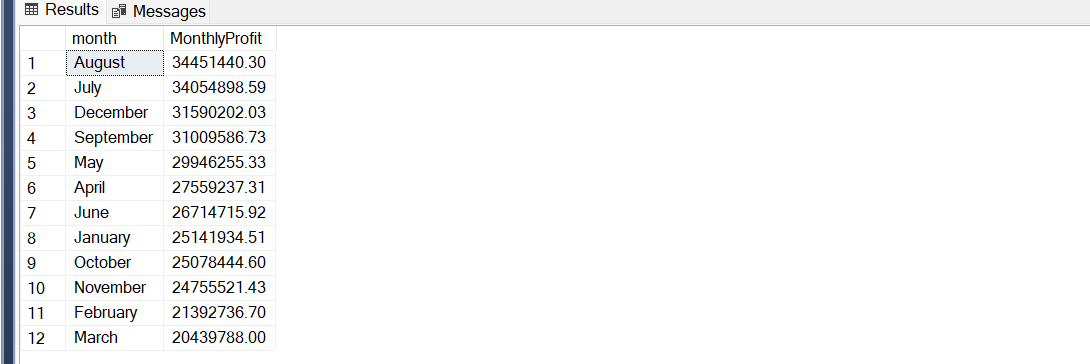 Results Messages
month MonthlyProfit
1 August 34451440.30
2 July 34054898.59
3 December 31590202.03
4 September 31009586.73
5 May 29946255.33
6 April 27559237.31
7 June 26714715.92
8 January 25141934.51
9 October 25078444.60
10 November 24755521.43
11 February 21392736.70
12 March 20439788.00